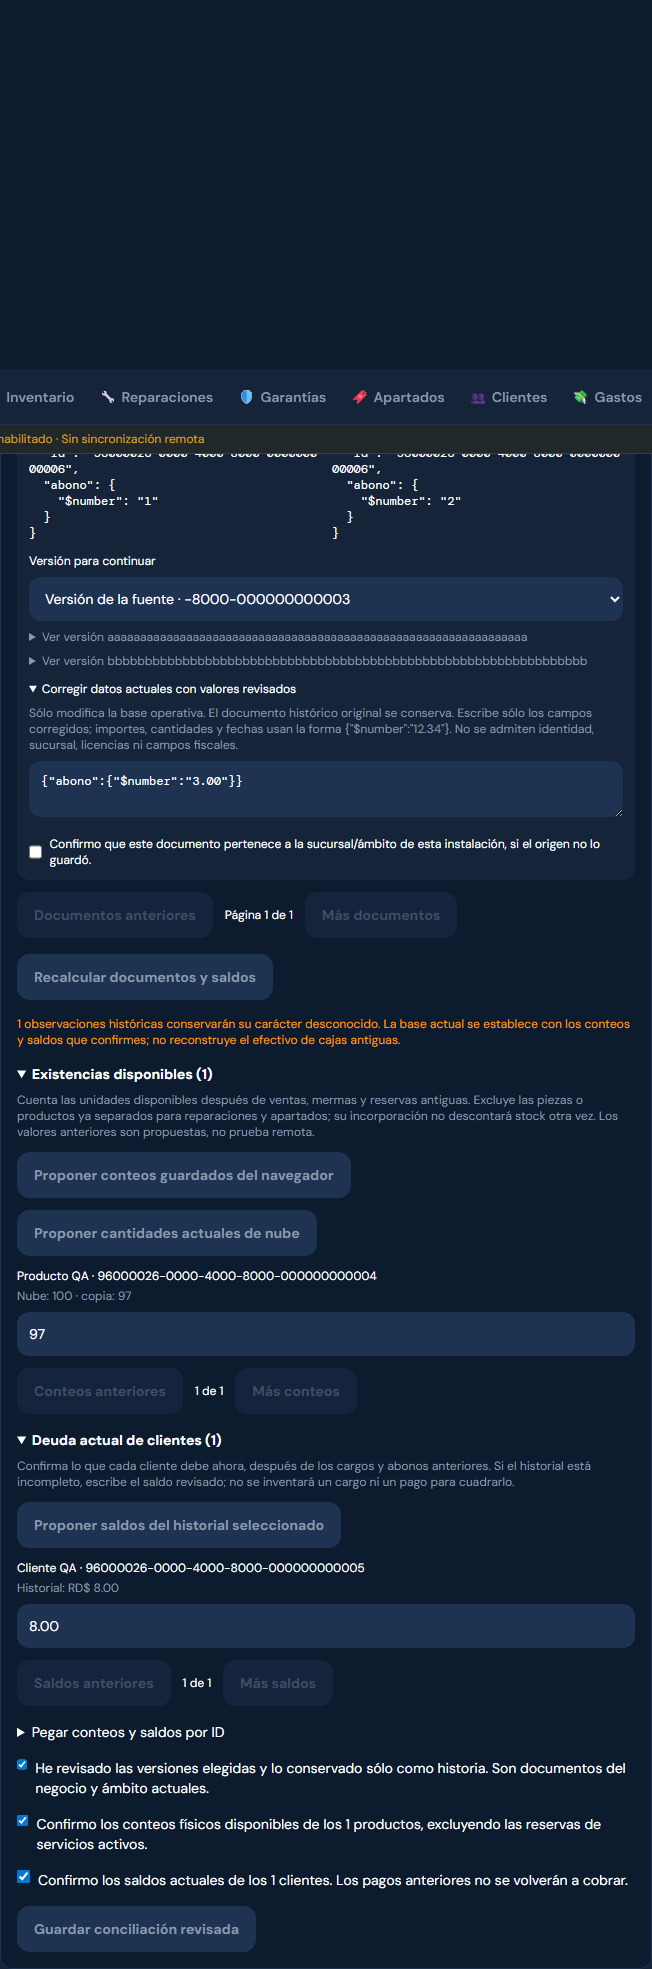 Inventario
Reparaciones
Garantías
Apartados
Clientes
Gastos
nabilitado · Sin sincronización remota
00006",
"abono": {
"$number": "1"
}
}
00006",
"abono": {
"$number": "2"
}
}
Versión para continuar
Versión de la fuente · -8000-000000000003
Ver versión
Ver versión
Corregir datos actuales con valores revisados
Sólo modifica la base operativa. El documento histórico original se conserva. Escribe sólo los campos
corregidos; importes, cantidades y fechas usan la forma {"$number":"12.34"}. No se admiten identidad,
sucursal, licencias ni campos fiscales.
{"abono":{"$number":"3.00"}}
Confirmo que este documento pertenece a la sucursal/ámbito de esta instalación, si el origen no lo
guardó.
Documentos anteriores
Página 1 de 1
Más documentos
Recalcular documentos y saldos
1 observaciones históricas conservarán su carácter desconocido. La base actual se establece con los conteos
y saldos que confirmes; no reconstruye el efectivo de cajas antiguas.
Existencias disponibles (1)
Cuenta las unidades disponibles después de ventas, mermas y reservas antiguas. Excluye las piezas o
productos ya separados para reparaciones y apartados; su incorporación no descontará stock otra vez. Los
valores anteriores son propuestas, no prueba remota.
Proponer conteos guardados del navegador
Proponer cantidades actuales de nube
Producto QA · 96000026-0000-4000-8000-000000000004
Nube: 100 · copia: 97
97
Conteos anteriores
1 de 1
Más conteos
Deuda actual de clientes (1)
Confirma lo que cada cliente debe ahora, después de los cargos y abonos anteriores. Si el historial está
incompleto, escribe el saldo revisado; no se inventará un cargo ni un pago para cuadrarlo.
Proponer saldos del historial seleccionado
Cliente QA · 96000026-0000-4000-8000-000000000005
Historial: RD$ 8.00
8.00
Saldos anteriores
1 de 1
Más saldos
Pegar conteos y saldos por ID
He revisado las versiones elegidas y lo conservado sólo como historia. Son documentos del
negocio y ámbito actuales.
Confirmo los conteos físicos disponibles de los 1 productos, excluyendo las reservas de
servicios activos.
Confirmo los saldos actuales de los 1 clientes. Los pagos anteriores no se volverán a cobrar.
Guardar conciliación revisada